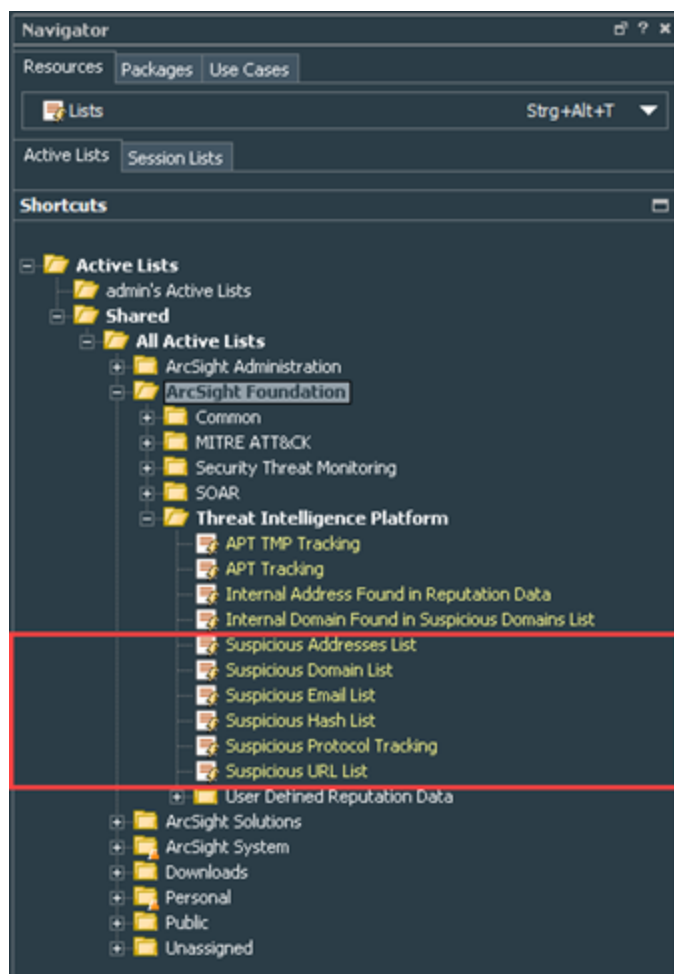 Navigator
Resources Packages Use Cases
Lists Strg+Alt+T
Active Lists Session Lists
Shortcuts
Active Lists
admin's Active Lists
Shared
All Active Lists
ArcSight Administration
ArcSight Foundation
Common
MITRE ATT&CK
Security Threat Monitoring
SOAR
Threat Intelligence Platform
APT TMP Tracking
APT Tracking
Internal Address Found in Reputation Data
Internal Domain Found in Suspicious Domains List
Suspicious Addresses List
Suspicious Domain List
Suspicious Email List
Suspicious Hash List
Suspicious Protocol Tracking
Suspicious URL List
User Defined Reputation Data
ArcSight Solutions
ArcSight System
Downloads
Personal
Public
Unassigned